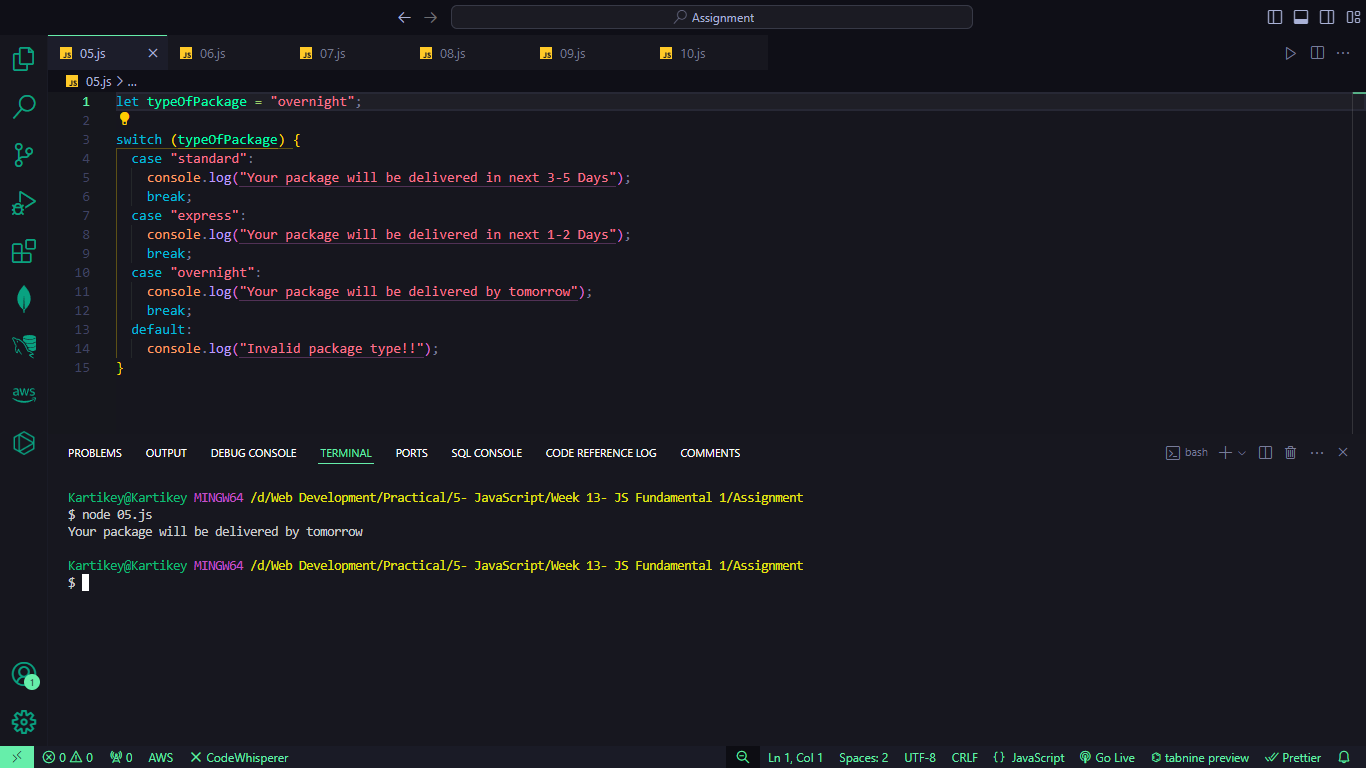 Assignment
JS 05.js JS 06.js JS 07.js JS 08.js JS 09.js JS 10.js
JS 05.js > ...
1 let typeOfPackage = "overnight";
2
3 switch (typeOfPackage) {
4 case "standard":
5 console.log("Your package will be delivered in next 3-5 Days");
6 break;
7 case "express":
8 console.log("Your package will be delivered in next 1-2 Days");
9 break;
10 case "overnight":
11 console.log("Your package will be delivered by tomorrow");
12 break;
13 default:
14 console.log("Invalid package type!!");
15 }
aws
PROBLEMS OUTPUT DEBUG CONSOLE TERMINAL PORTS SQL CONSOLE CODE REFERENCE LOG COMMENTS bash
Kartikey@Kartikey MINGW64 /d/Web Development/Practical/5- JavaScript/Week 13- JS Fundamental 1/Assignment
$ node 05.js
Your package will be delivered by tomorrow
Kartikey@Kartikey MINGW64 /d/Web Development/Practical/5- JavaScript/Week 13- JS Fundamental 1/Assignment
$
1
0 0 0 AWS CodeWhisperer Ln 1, Col 1 Spaces: 2 UTF-8 CRLF {} JavaScript Go Live tabnine preview Prettier